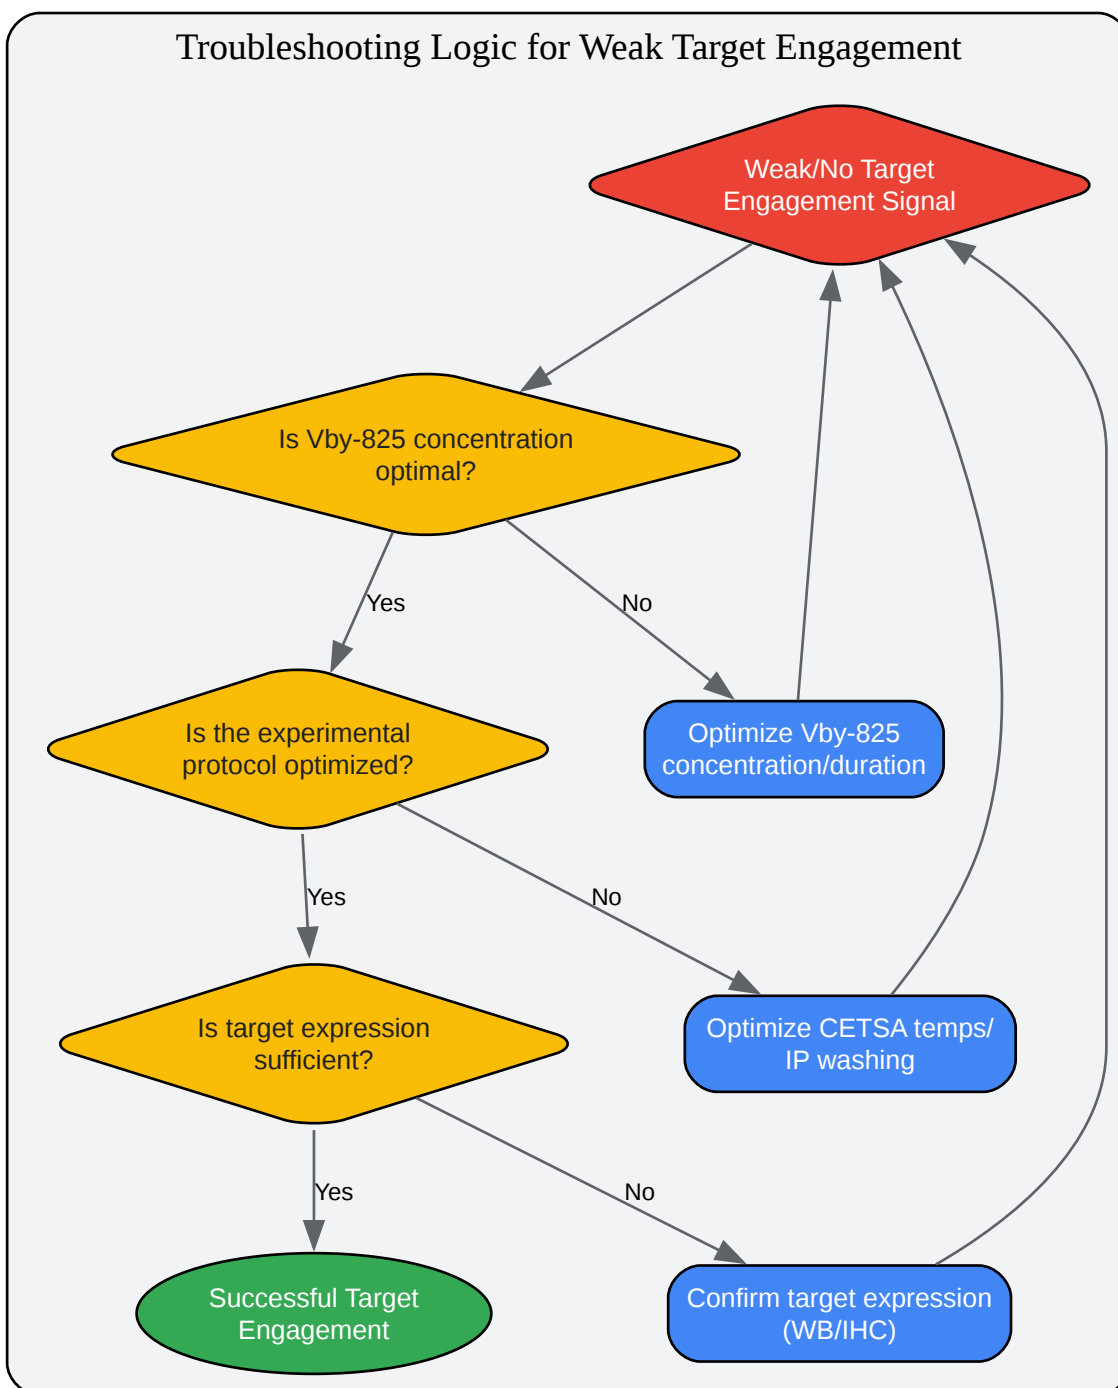 Troubleshooting Logic for Weak Target Engagement
Weak/No Target
Engagement Signal
Is Vby-825 concentration
optimal?
Yes
No
Is the experimental
protocol optimized?
Optimize Vby-825
concentration/duration
Yes
No
Is target expression
sufficient?
Optimize CETSA temps/
IP washing
Yes
No
Successful Target
Engagement
Confirm target expression
(WB/IHC)